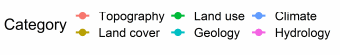 Category
Topography Land use Climate
Land cover Geology Hydrology